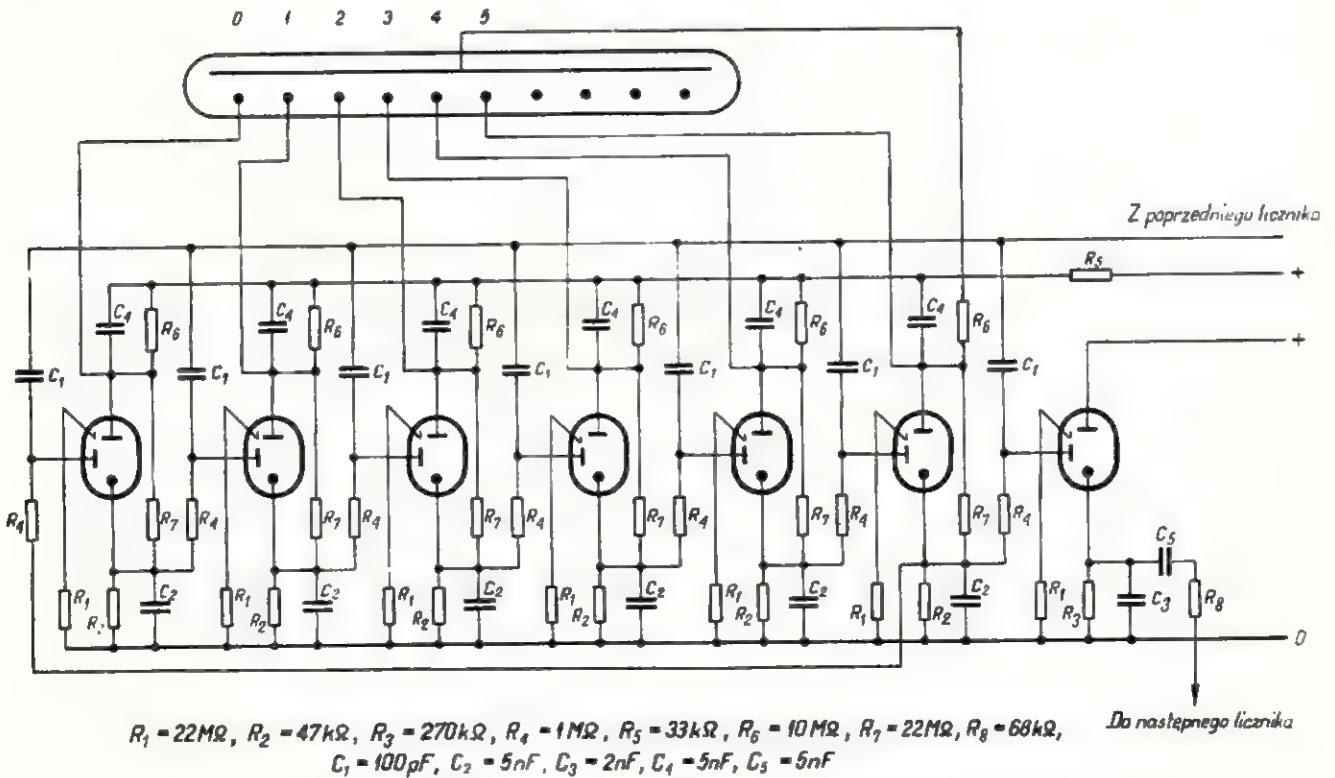 0 1 2 3 4 5
Z poprzedniego licznika
R5 +
C4 R6 C4 R6 C4 R6 C4 R6 C4 R6 C4 R6 +
C1 C1 C1 C1 C1 C1 C1
R4 R7 R4 R7 R4 R7 R4 R7 R4 R7 R4 R7 R4
C5
R1 R2 C2 R1 R2 C2 R1 R2 C2 R1 R2 C2 R1 R2 C2 R1 R2 C2 R1 R3 C3 R8
0
Do następnego licznika
R1 = 22MΩ, R2 = 47kΩ, R3 = 270kΩ, R4 = 1MΩ, R5 = 33kΩ, R6 = 10MΩ, R7 = 22MΩ, R8 = 68kΩ,
C1 = 100pF, C2 = 5nF, C3 = 2nF, C4 = 5nF, C5 = 5nF